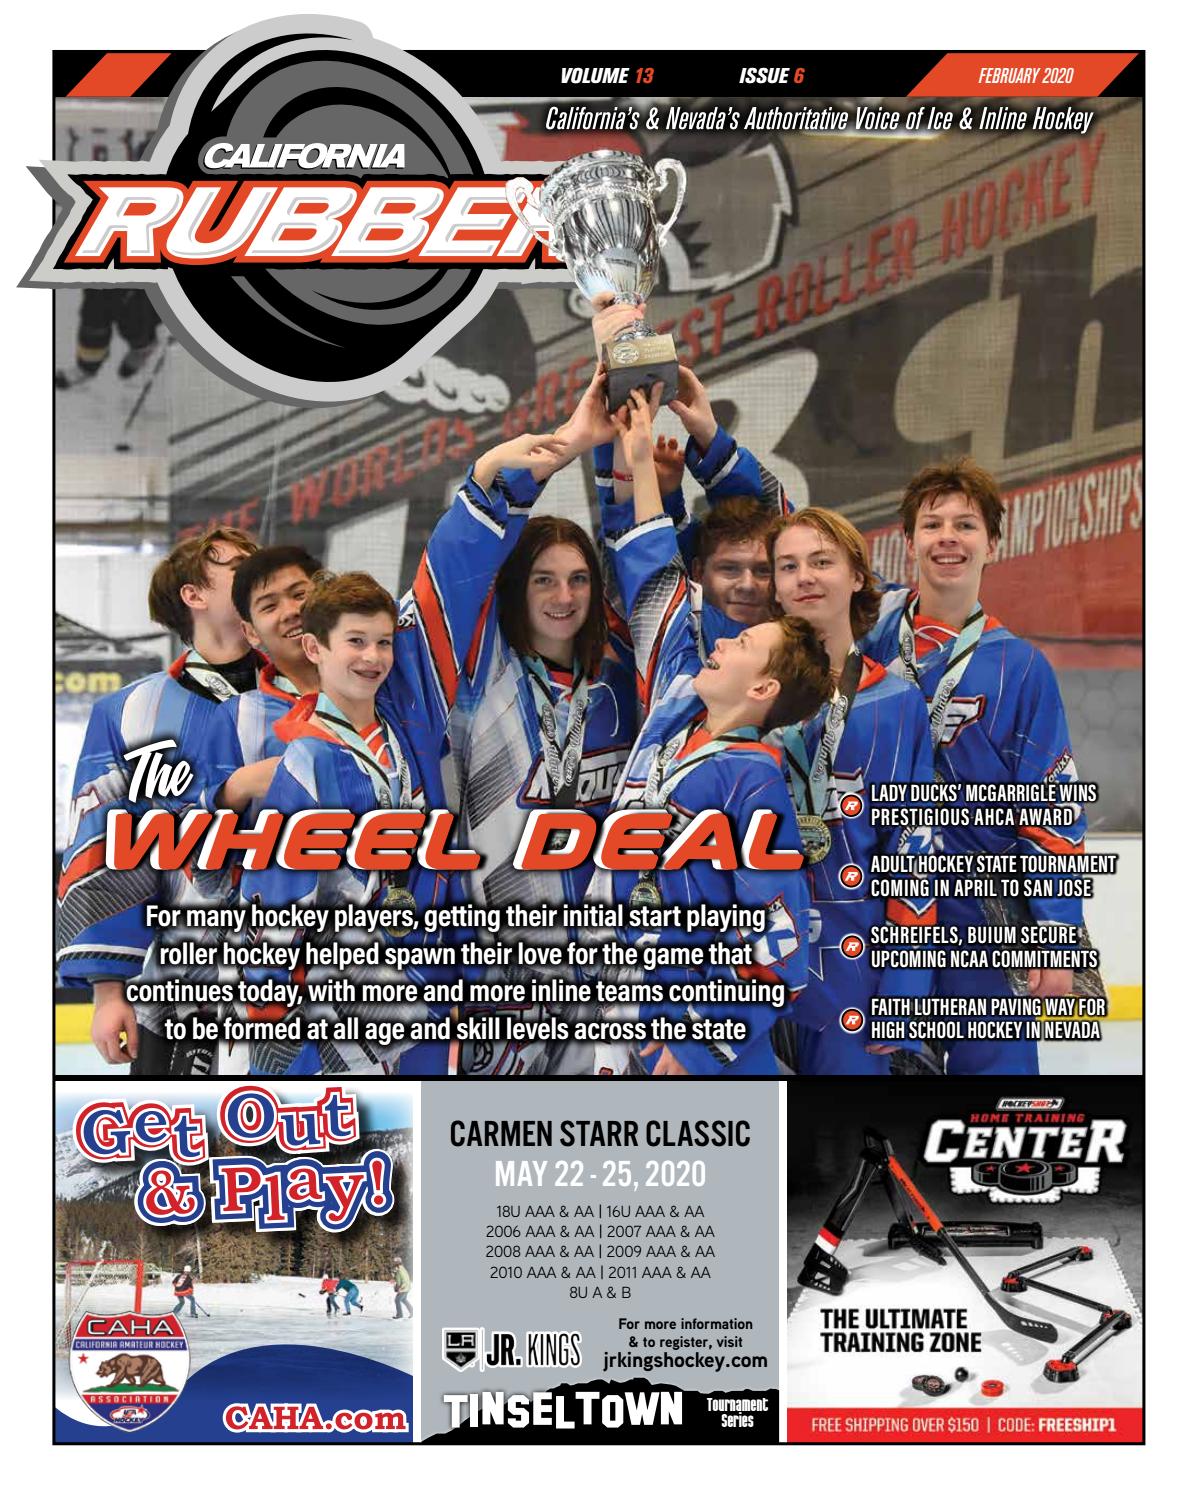 VOLUME 13
ISSUE 6
FEBRUARY 2020
California's & Nevada's Authoritative Voice of Ice & Inline Hockey
CALIFORNIA
RUBBER
THE WORLDS GREATEST ROLLER HOCKEY
CHAMPIONSHIPS
.com
The
WHEEL DEAL
For many hockey players, getting their initial start playing
roller hockey helped spawn their love for the game that
continues today, with more and more inline teams continuing
to be formed at all age and skill levels across the state
R LADY DUCKS' MCGARRIGLE WINS
PRESTIGIOUS AHCA AWARD
R ADULT HOCKEY STATE TOURNAMENT
COMING IN APRIL TO SAN JOSE
R SCHREIFELS, BUIUM SECURE
UPCOMING NCAA COMMITMENTS
R FAITH LUTHERAN PAVING WAY FOR
HIGH SCHOOL HOCKEY IN NEVADA
Get Out
& Play!
CAHA
CALIFORNIA AMATEUR HOCKEY
ASSOCIATION
HOCKEY
CAHA.com
CARMEN STARR CLASSIC
MAY 22 - 25, 2020
18U AAA & AA | 16U AAA & AA
2006 AAA & AA | 2007 AAA & AA
2008 AAA & AA | 2009 AAA & AA
2010 AAA & AA | 2011 AAA & AA
8U A & B
LA JR. KINGS
For more information
& to register, visit
jrkingshockey.com
TINSELTOWN
Tournament
Series
HOCKEYSHOT
HOME TRAINING
CENTER
THE ULTIMATE
TRAINING ZONE
FREE SHIPPING OVER $150 | CODE: FREESHIP1